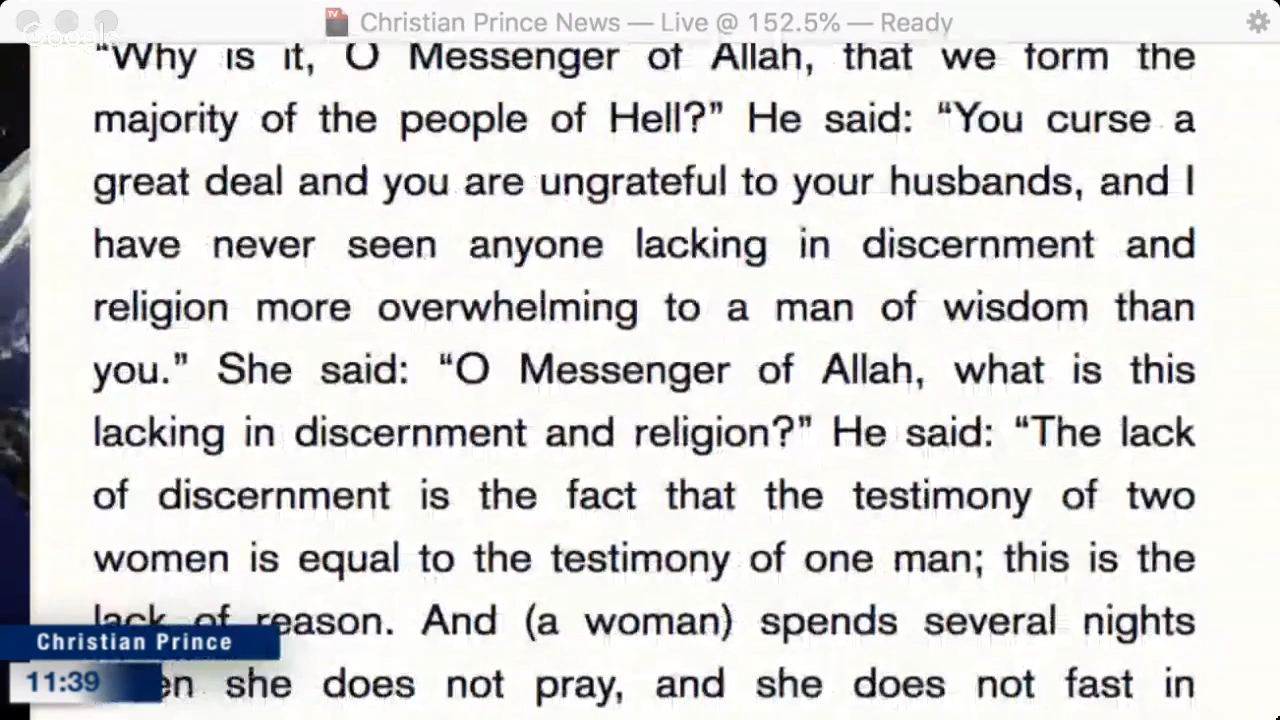 Christian Prince News — Live @ 152.5% — Ready
Google
“Why is it, O Messenger of Allah, that we form the
majority of the people of Hell?” He said: “You curse a
great deal and you are ungrateful to your husbands, and I
have never seen anyone lacking in discernment and
religion more overwhelming to a man of wisdom than
you.” She said: “O Messenger of Allah, what is this
lacking in discernment and religion?” He said: “The lack
of discernment is the fact that the testimony of two
women is equal to the testimony of one man; this is the
lack of reason. And (a woman) spends several nights
en she does not pray, and she does not fast in
Christian Prince
11:39